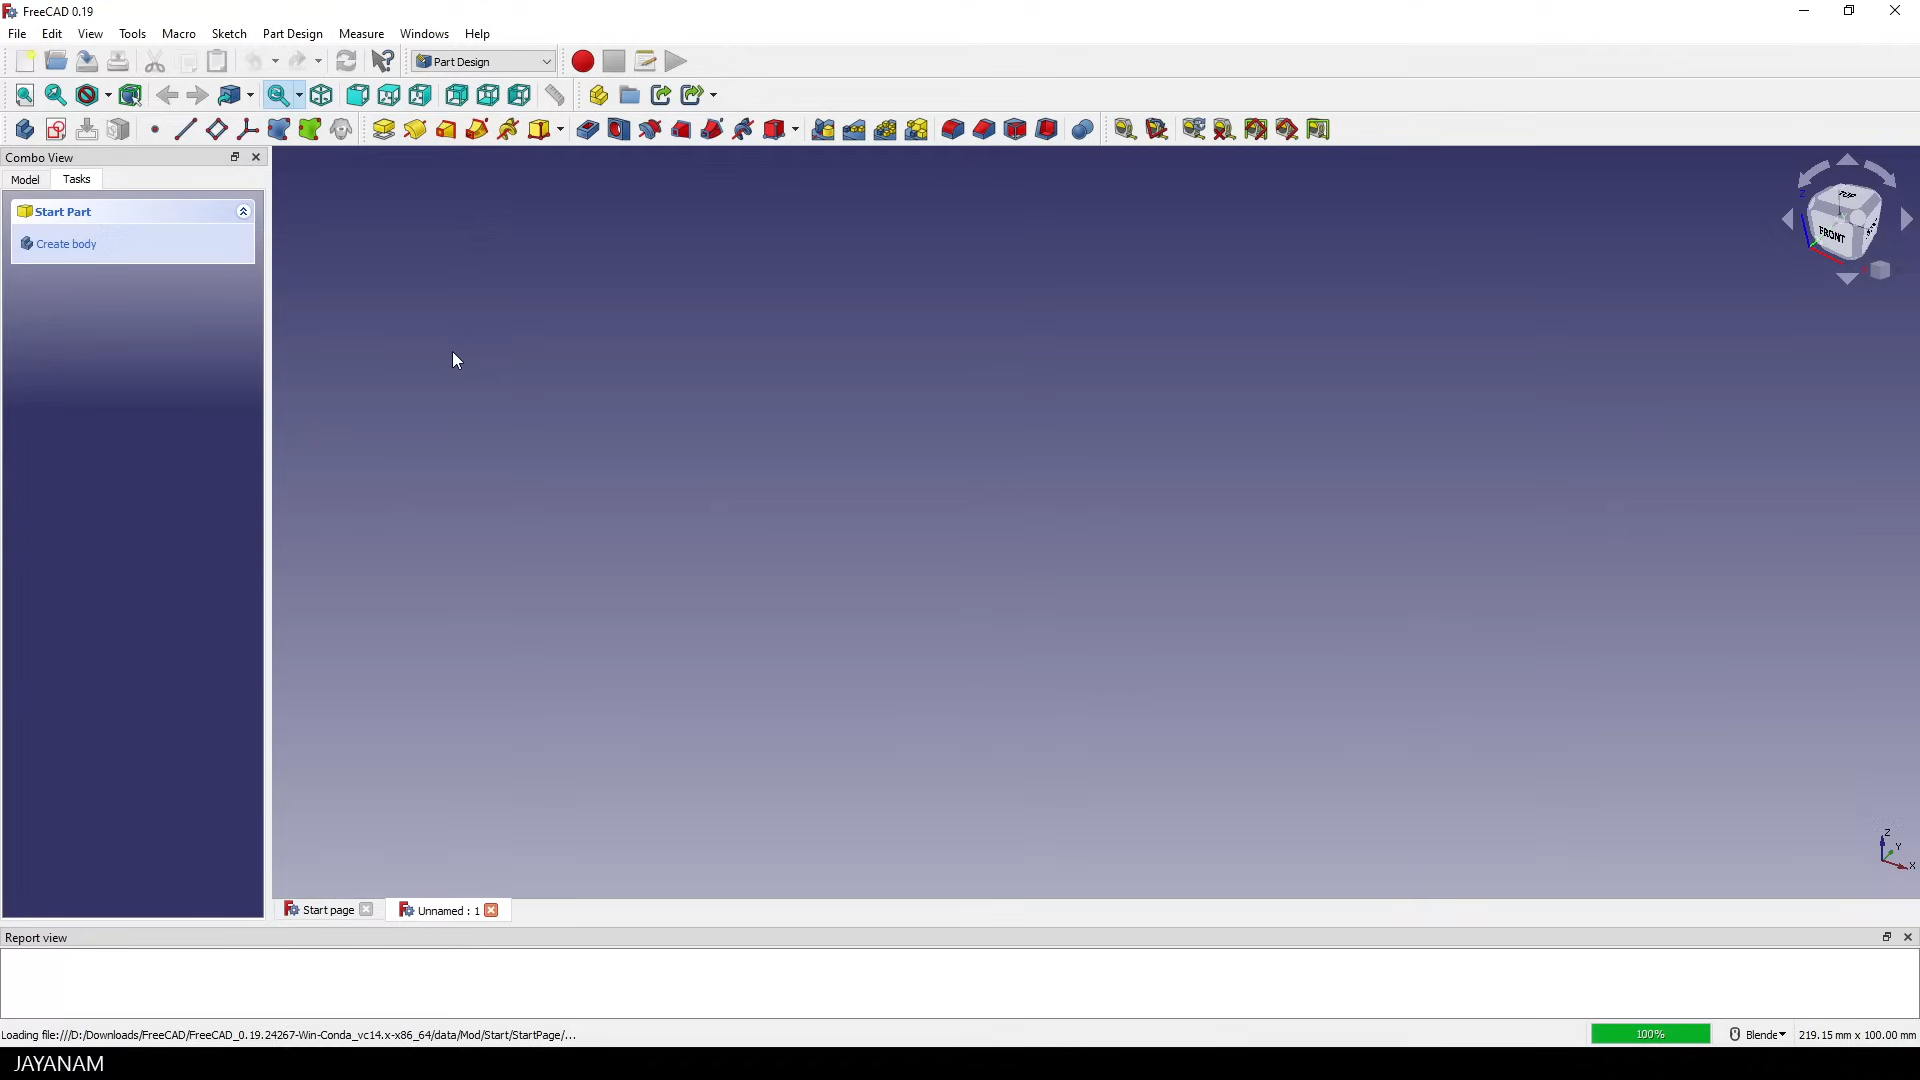 FreeCAD 0.19
File Edit View Tools Macro Sketch Part Design Measure Windows Help
Part Design
Combo View
Model Tasks
Start Part
Create body
TOP
FRONT
Z
Z
Y
X
Start page
Unnamed : 1
Report view
Loading file:///D:/Downloads/FreeCAD/FreeCAD_0.19.24267-Win-Conda_vc14.x-x86_64/data/Mod/Start/StartPage/...
100%
Blende
219.15 mm x 100.00 mm
JAYANAM